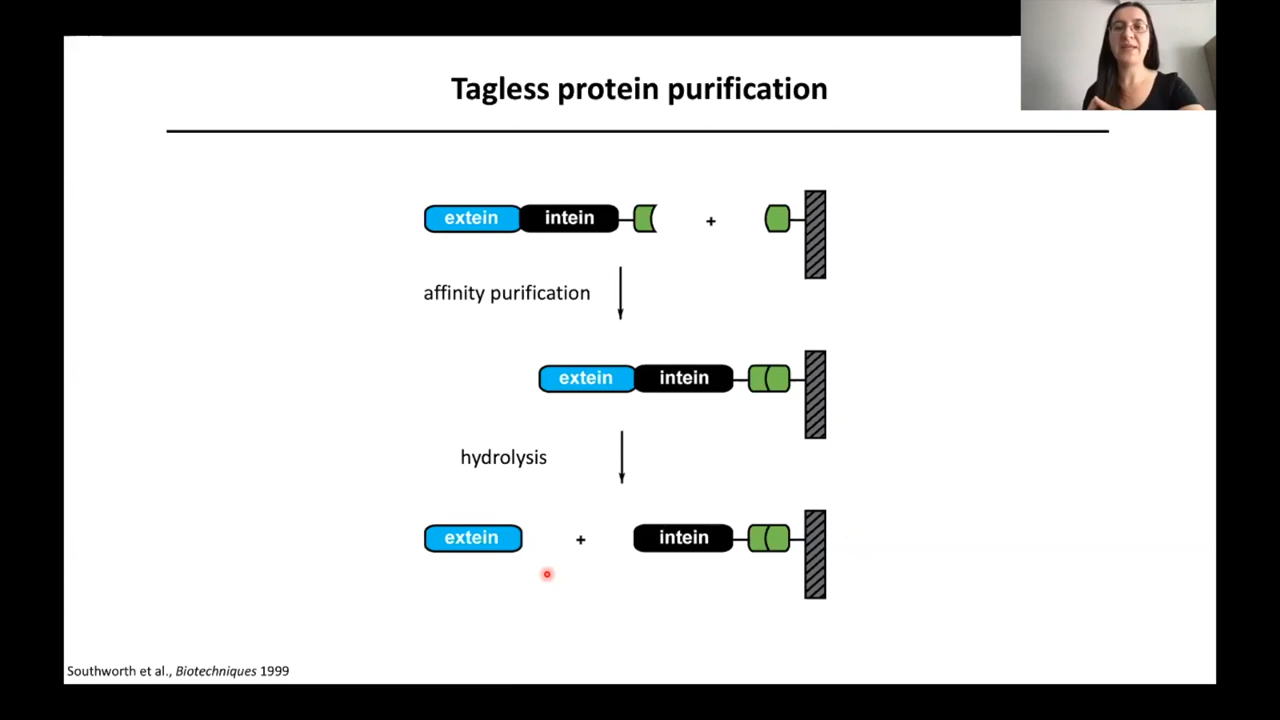 Tagless protein purification
extein intein +
affinity purification
extein intein
hydrolysis
extein + intein
Southworth et al., Biotechniques 1999